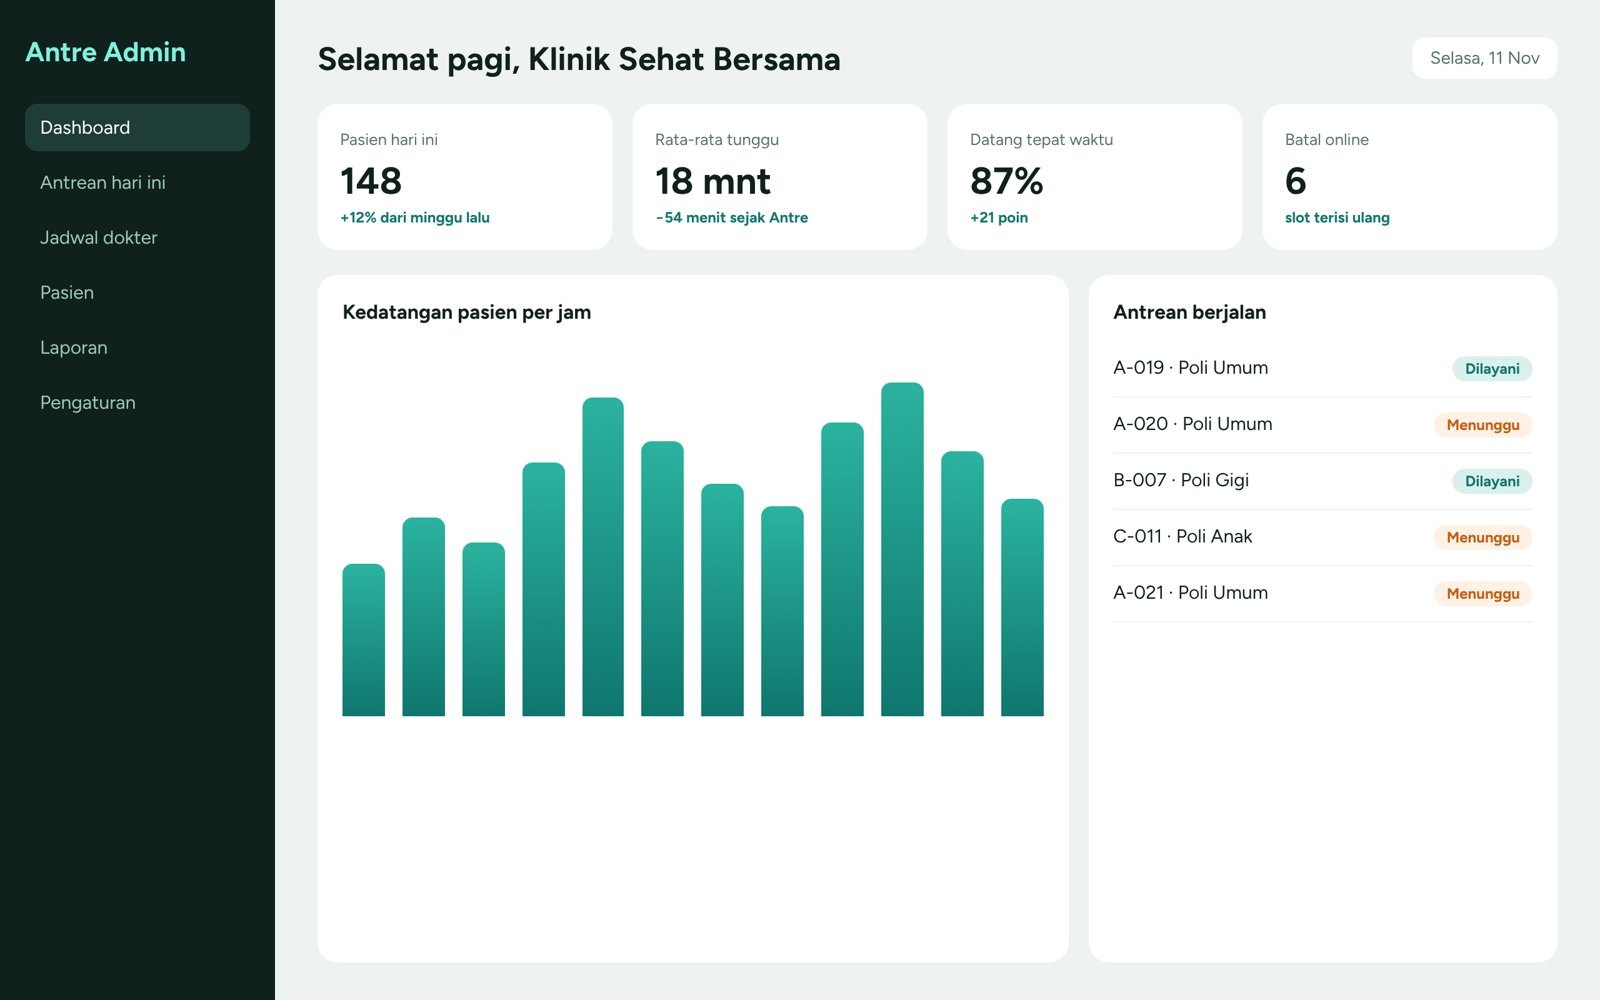 Antre Admin
Dashboard
Antrean hari ini
Jadwal dokter
Pasien
Laporan
Pengaturan
Selamat pagi, Klinik Sehat Bersama
Selasa, 11 Nov
Pasien hari ini
148
+12% dari minggu lalu
Rata-rata tunggu
18 mnt
−54 menit sejak Antre
Datang tepat waktu
87%
+21 poin
Batal online
6
slot terisi ulang
Kedatangan pasien per jam
Antrean berjalan
A-019 · Poli Umum Dilayani
A-020 · Poli Umum Menunggu
B-007 · Poli Gigi Dilayani
C-011 · Poli Anak Menunggu
A-021 · Poli Umum Menunggu